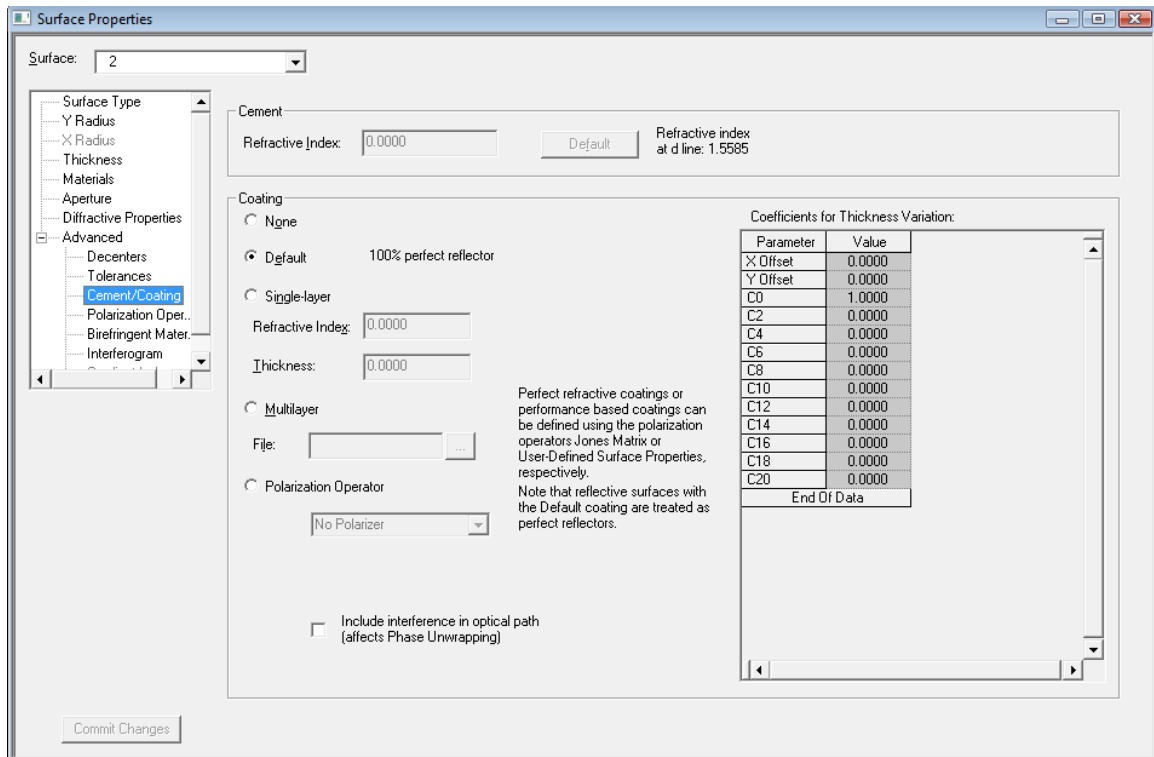 Surface Properties
Surface:
2
Surface Type
Y Radius
X Radius
Thickness
Materials
Aperture
Diffractive Properties
Advanced
Decenters
Tolerances
Cement/Coating
Polarization Oper..
Birefringent Mater.
Interferogram
Cement
Refractive Index:
0.0000
Default
Refractive index
at d line: 1.5585
Coating
None
Default
100% perfect reflector
Single-layer
Refractive Index:
0.0000
Thickness:
0.0000
Multilayer
File:
...
Polarization Operator
No Polarizer
Perfect refractive coatings or
performance based coatings can
be defined using the polarization
operators Jones Matrix or
User-Defined Surface Properties,
respectively.
Note that reflective surfaces with
the Default coating are treated as
perfect reflectors.
Include interference in optical path
(affects Phase Unwrapping)
Coefficients for Thickness Variation:
Parameter Value
X Offset 0.0000
Y Offset 0.0000
C0 1.0000
C2 0.0000
C4 0.0000
C6 0.0000
C8 0.0000
C10 0.0000
C12 0.0000
C14 0.0000
C16 0.0000
C18 0.0000
C20 0.0000
End Of Data
Commit Changes